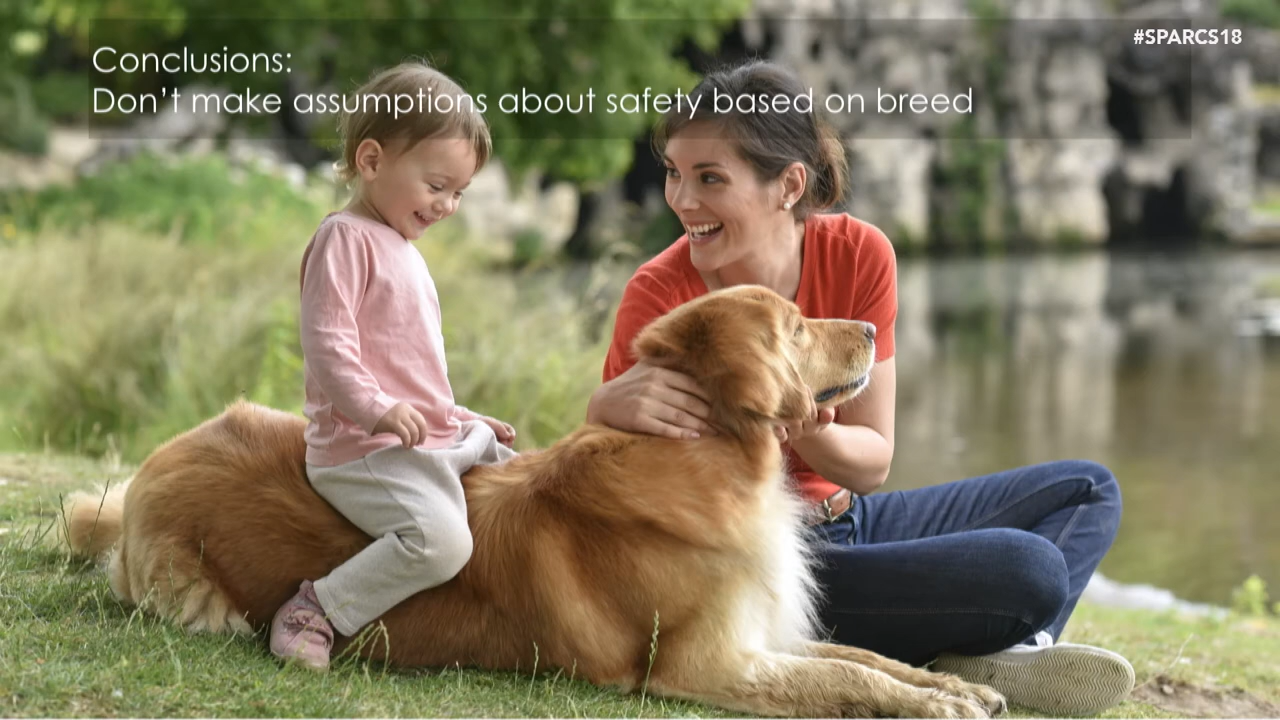 #SPARCS18
Conclusions:
Don't make assumptions about safety based on breed